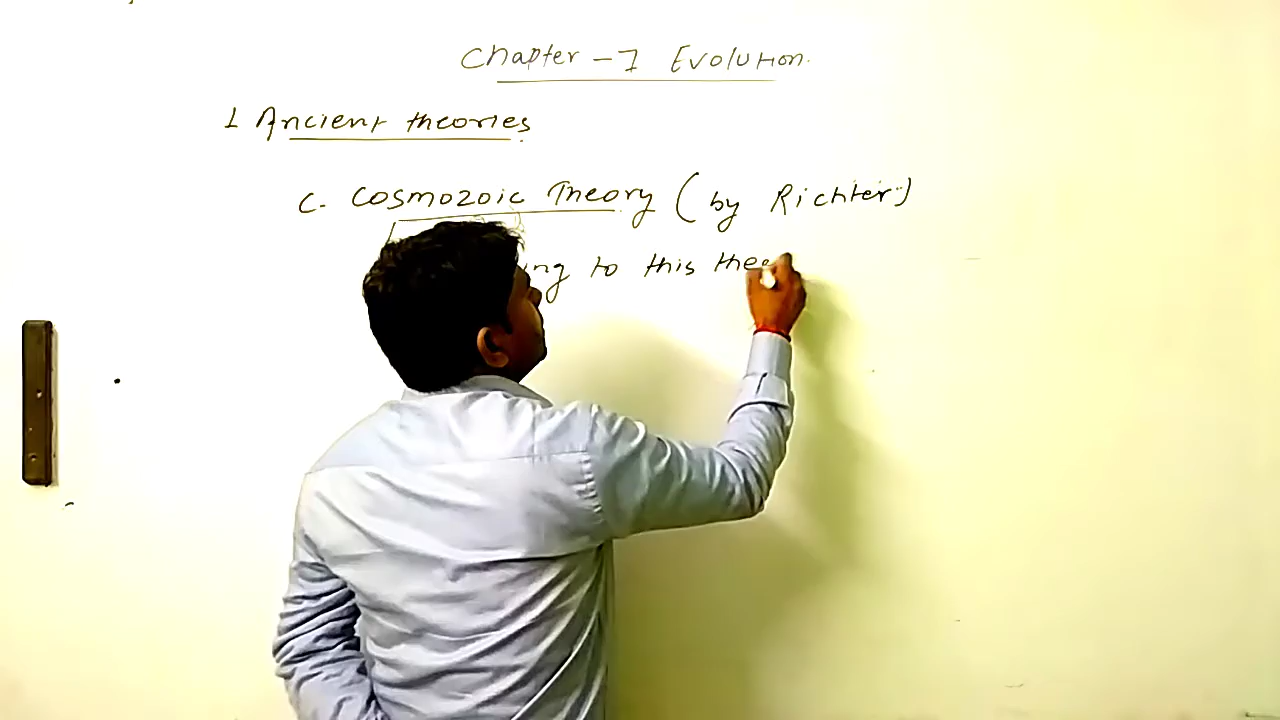 Chapter - 7 Evolution.
1 Ancient theories
C. Cosmozoic Theory (by Richter)
to this